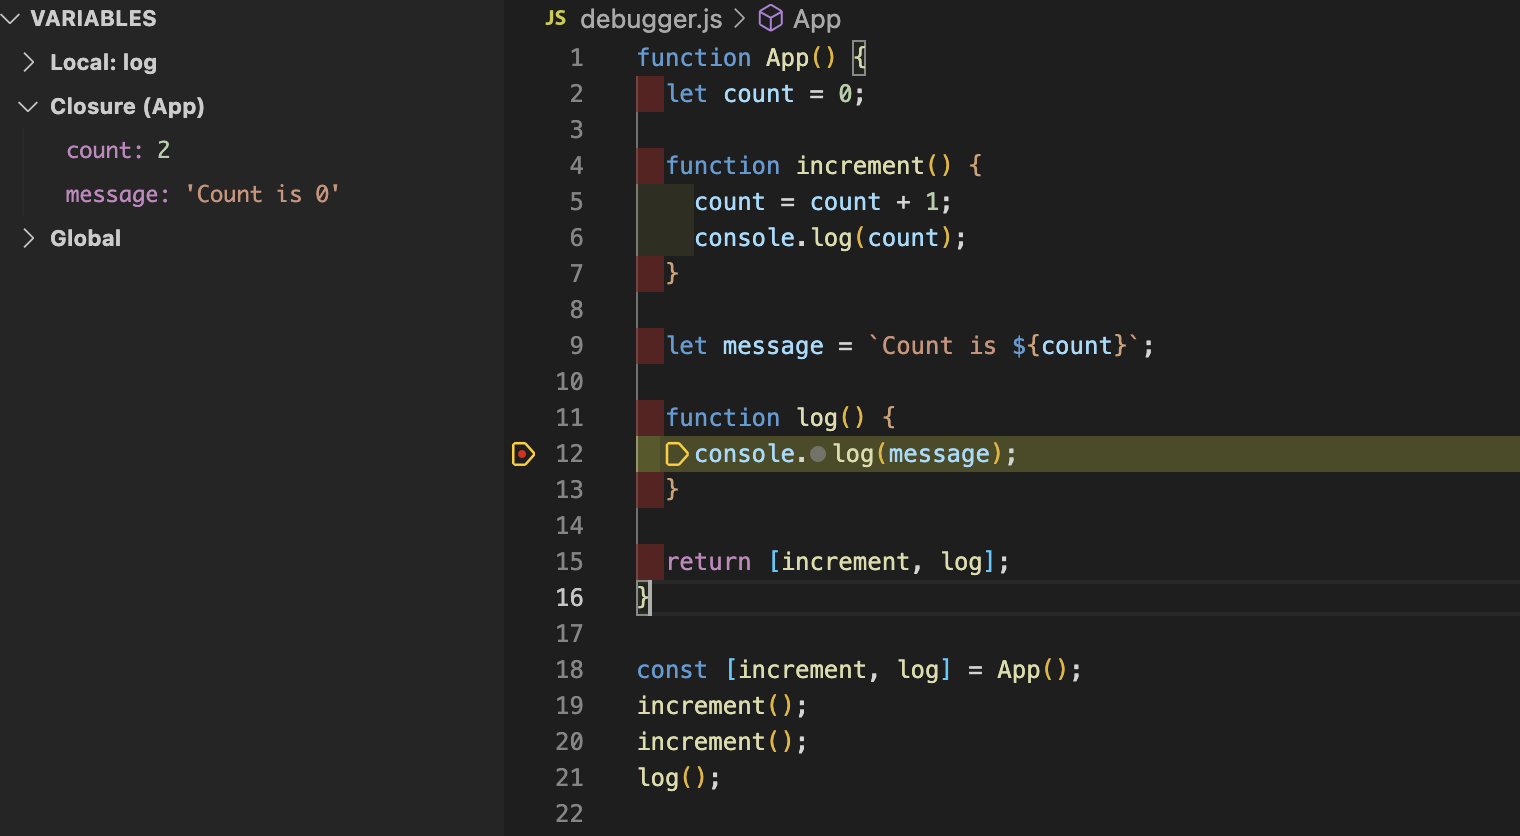 VARIABLES
Local: log
Closure (App)
count: 2
message: 'Count is 0'
Global
JS debugger.js > App
1 function App() {
2 let count = 0;
3
4 function increment() {
5 count = count + 1;
6 console.log(count);
7 }
8
9 let message = `Count is ${count}`;
10
11 function log() {
12 console.log(message);
13 }
14
15 return [increment, log];
16 }
17
18 const [increment, log] = App();
19 increment();
20 increment();
21 log();
22